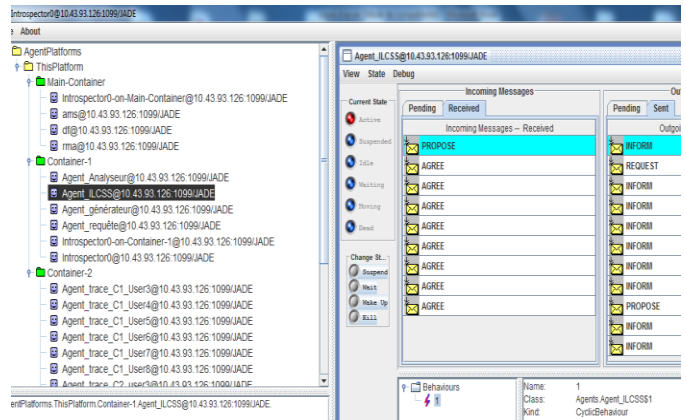 Introspector0@10.43.93.126:1099/JADE
About
AgentPlatforms
ThisPlatform
Main-Container
Introspector0-on-Main-Container@10.43.93.126:1099/JADE
ams@10.43.93.126:1099/JADE
df@10.43.93.126:1099/JADE
rma@10.43.93.126:1099/JADE
Container-1
Agent_Analyseur@10.43.93.126:1099/JADE
Agent_ILCSS@10.43.93.126:1099/JADE
Agent_générateur@10.43.93.126:1099/JADE
Agent_requête@10.43.93.126:1099/JADE
Introspector0-on-Container-1@10.43.93.126:1099/JADE
Introspector0@10.43.93.126:1099/JADE
Container-2
Agent_trace_C1_User3@10.43.93.126:1099/JADE
Agent_trace_C1_User4@10.43.93.126:1099/JADE
Agent_trace_C1_User5@10.43.93.126:1099/JADE
Agent_trace_C1_User6@10.43.93.126:1099/JADE
Agent_trace_C1_User7@10.43.93.126:1099/JADE
Agent_trace_C1_User8@10.43.93.126:1099/JADE
Agent_trace_C2_user3@10.43.93.126:1099/JADE
entPlatforms.ThisPlatform.Container-1.Agent_ILCSS@10.43.93.126:1099/JADE.
Agent_ILCSS@10.43.93.126:1099/JADE
View State Debug
Current State
Active
Suspended
Idle
Waiting
Moving
Dead
Change St...
Suspend
Wait
Wake Up
Kill
Incoming Messages
Pending Received
Incoming Messages -- Received
PROPOSE
AGREE
AGREE
AGREE
AGREE
AGREE
AGREE
AGREE
AGREE
Ou
Pending Sent
Outgoi
INFORM
REQUEST
INFORM
INFORM
INFORM
INFORM
INFORM
INFORM
PROPOSE
INFORM
INFORM
Behaviours
1
Name: 1
Class: Agents.Agent_ILCSS$1
Kind: CyclicBehaviour